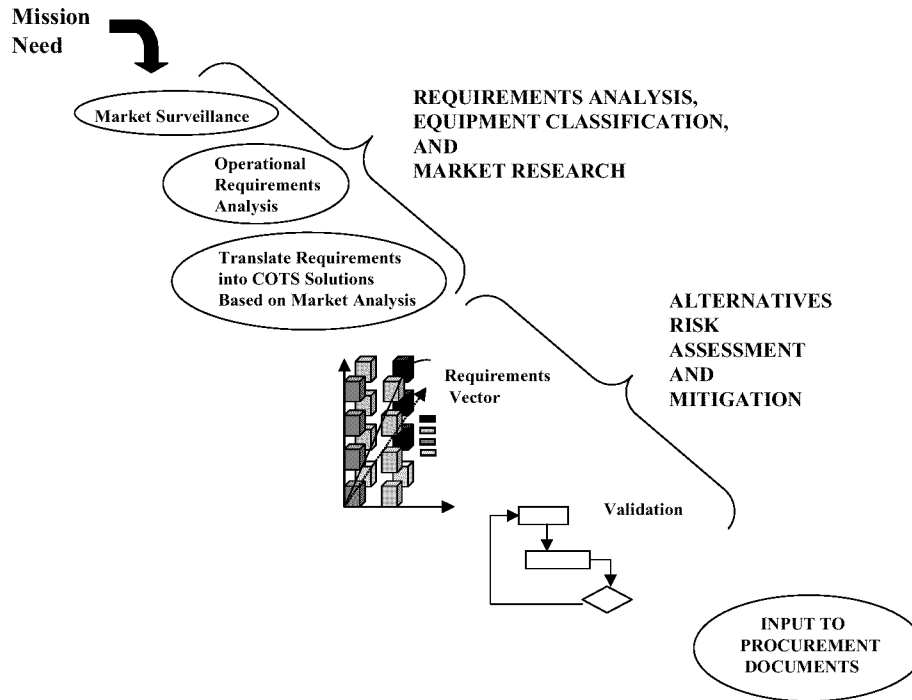 Mission
Need
Market Surveillance
REQUIREMENTS ANALYSIS,
EQUIPMENT CLASSIFICATION,
AND
MARKET RESEARCH
Operational
Requirements
Analysis
Translate Requirements
into COTS Solutions
Based on Market Analysis
ALTERNATIVES
RISK
ASSESSMENT
AND
MITIGATION
Requirements
Vector
Validation
INPUT TO
PROCUREMENT
DOCUMENTS